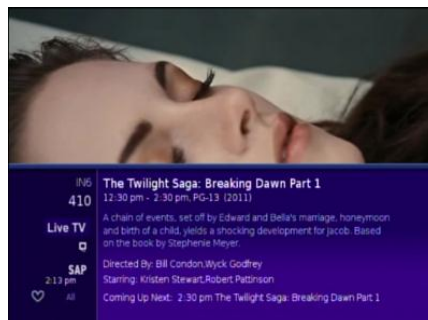 IN6
410
Live TV
SAP
2:13 pm
All
The Twilight Saga: Breaking Dawn Part 1
12:30 pm - 2:30 pm, PG-13 (2011)
A chain of events, set off by Edward and Bella's marriage, honeymoon
and birth of a child, yields a shocking development for Jacob. Based
on the book by Stephenie Meyer.
Directed By: Bill Condon,Wyck Godfrey
Starring: Kristen Stewart,Robert Pattinson
Coming Up Next: 2:30 pm The Twilight Saga: Breaking Dawn Part 1